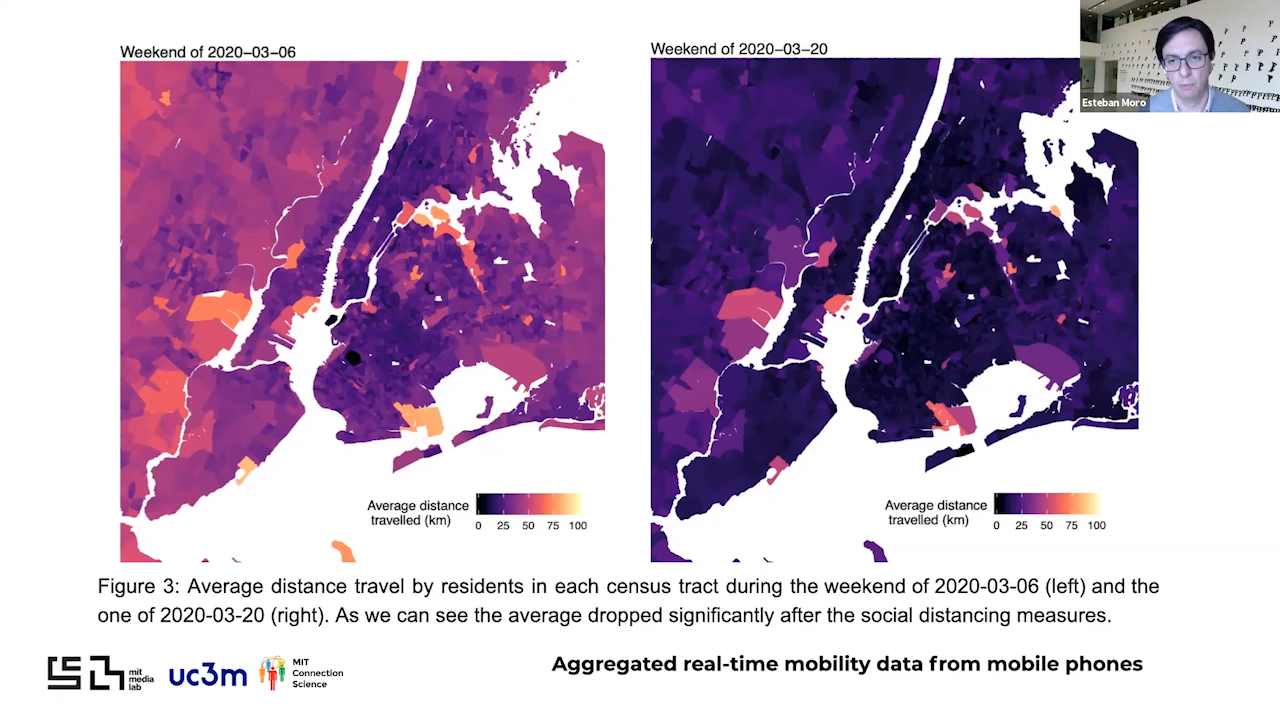 Weekend of 2020–03–06
Weekend of 2020–03–20
Esteban Moro
Average distance
travelled (km)
0 25 50 75 100
Average distance
travelled (km)
0 25 50 75 100
Figure 3: Average distance travel by residents in each census tract during the weekend of 2020-03-06 (left) and the
one of 2020-03-20 (right). As we can see the average dropped significantly after the social distancing measures.
mit
media
lab
uc3m
MIT
Connection
Science
Aggregated real-time mobility data from mobile phones